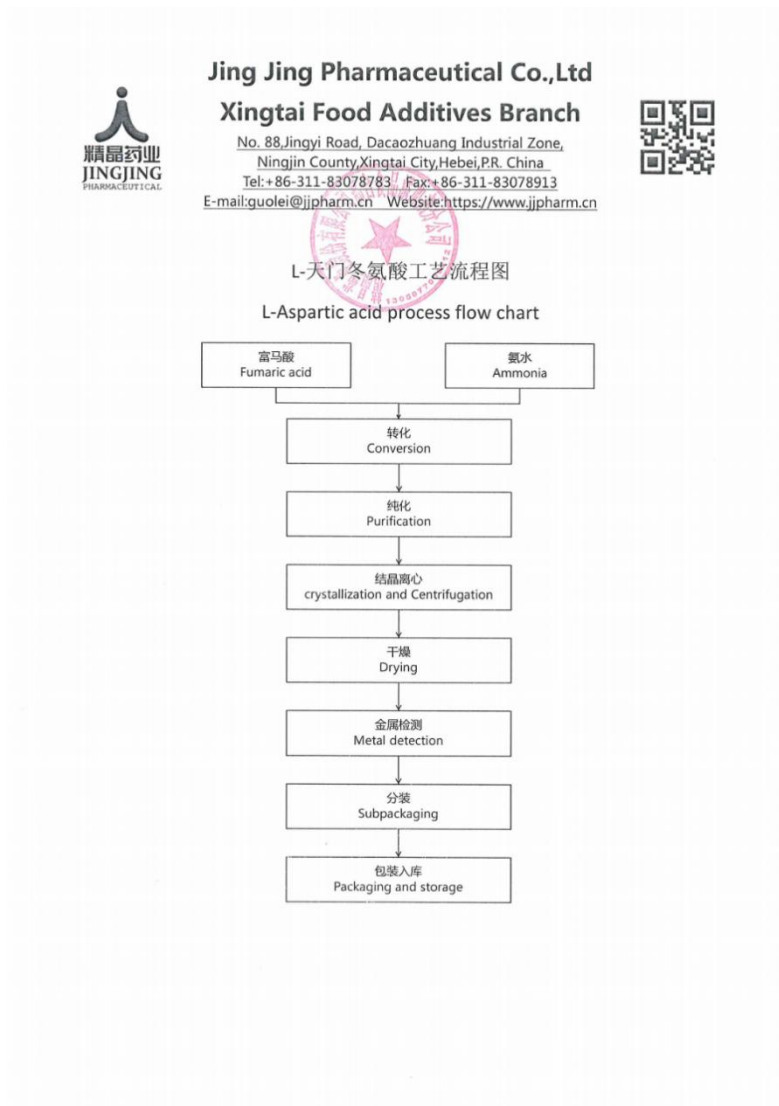 Jing Jing Pharmaceutical Co.,Ltd
Xingtai Food Additives Branch
精晶药业
JINGJING
PHARMACEUTICAL
No. 88,Jingyi Road, Dacaozhuang Industrial Zone,
Ningjin County,Xingtai City,Hebei,P.R. China
Tel:+86-311-83078783 Fax:+86-311-83078913
E-mail:guolei@jjpharm.cn Website:https://www.jjpharm.cn
L-天门冬氨酸工艺流程图
L-Aspartic acid process flow chart
富马酸
Fumaric acid
氨水
Ammonia
转化
Conversion
纯化
Purification
结晶离心
crystallization and Centrifugation
干燥
Drying
金属检测
Metal detection
分装
Subpackaging
包装入库
Packaging and storage